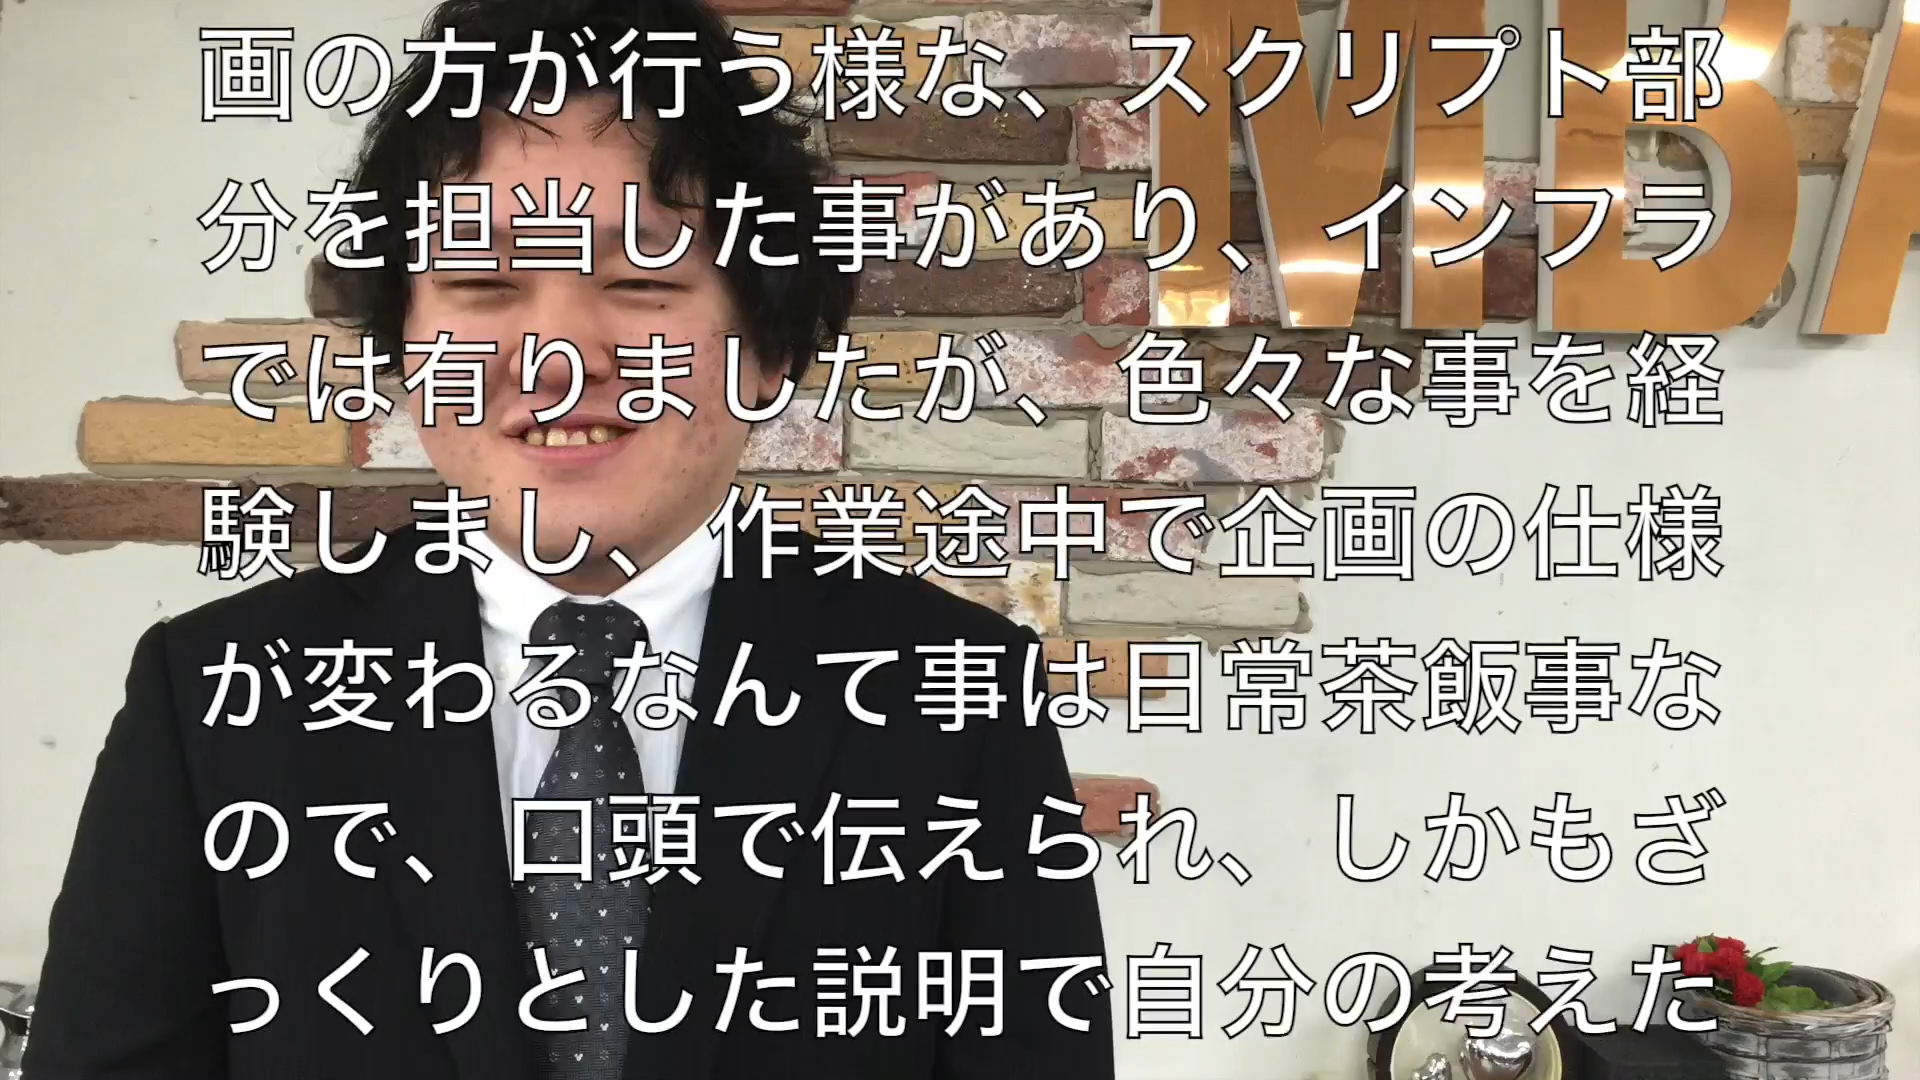 MBA
画の方が行う様な、スクリプト部
分を担当した事があり、インフラ
では有りましたが、色々な事を経
験しまし、作業途中で企画の仕様
が変わるなんて事は日常茶飯事な
ので、口頭で伝えられ、しかもざ
っくりとした説明で自分の考えた